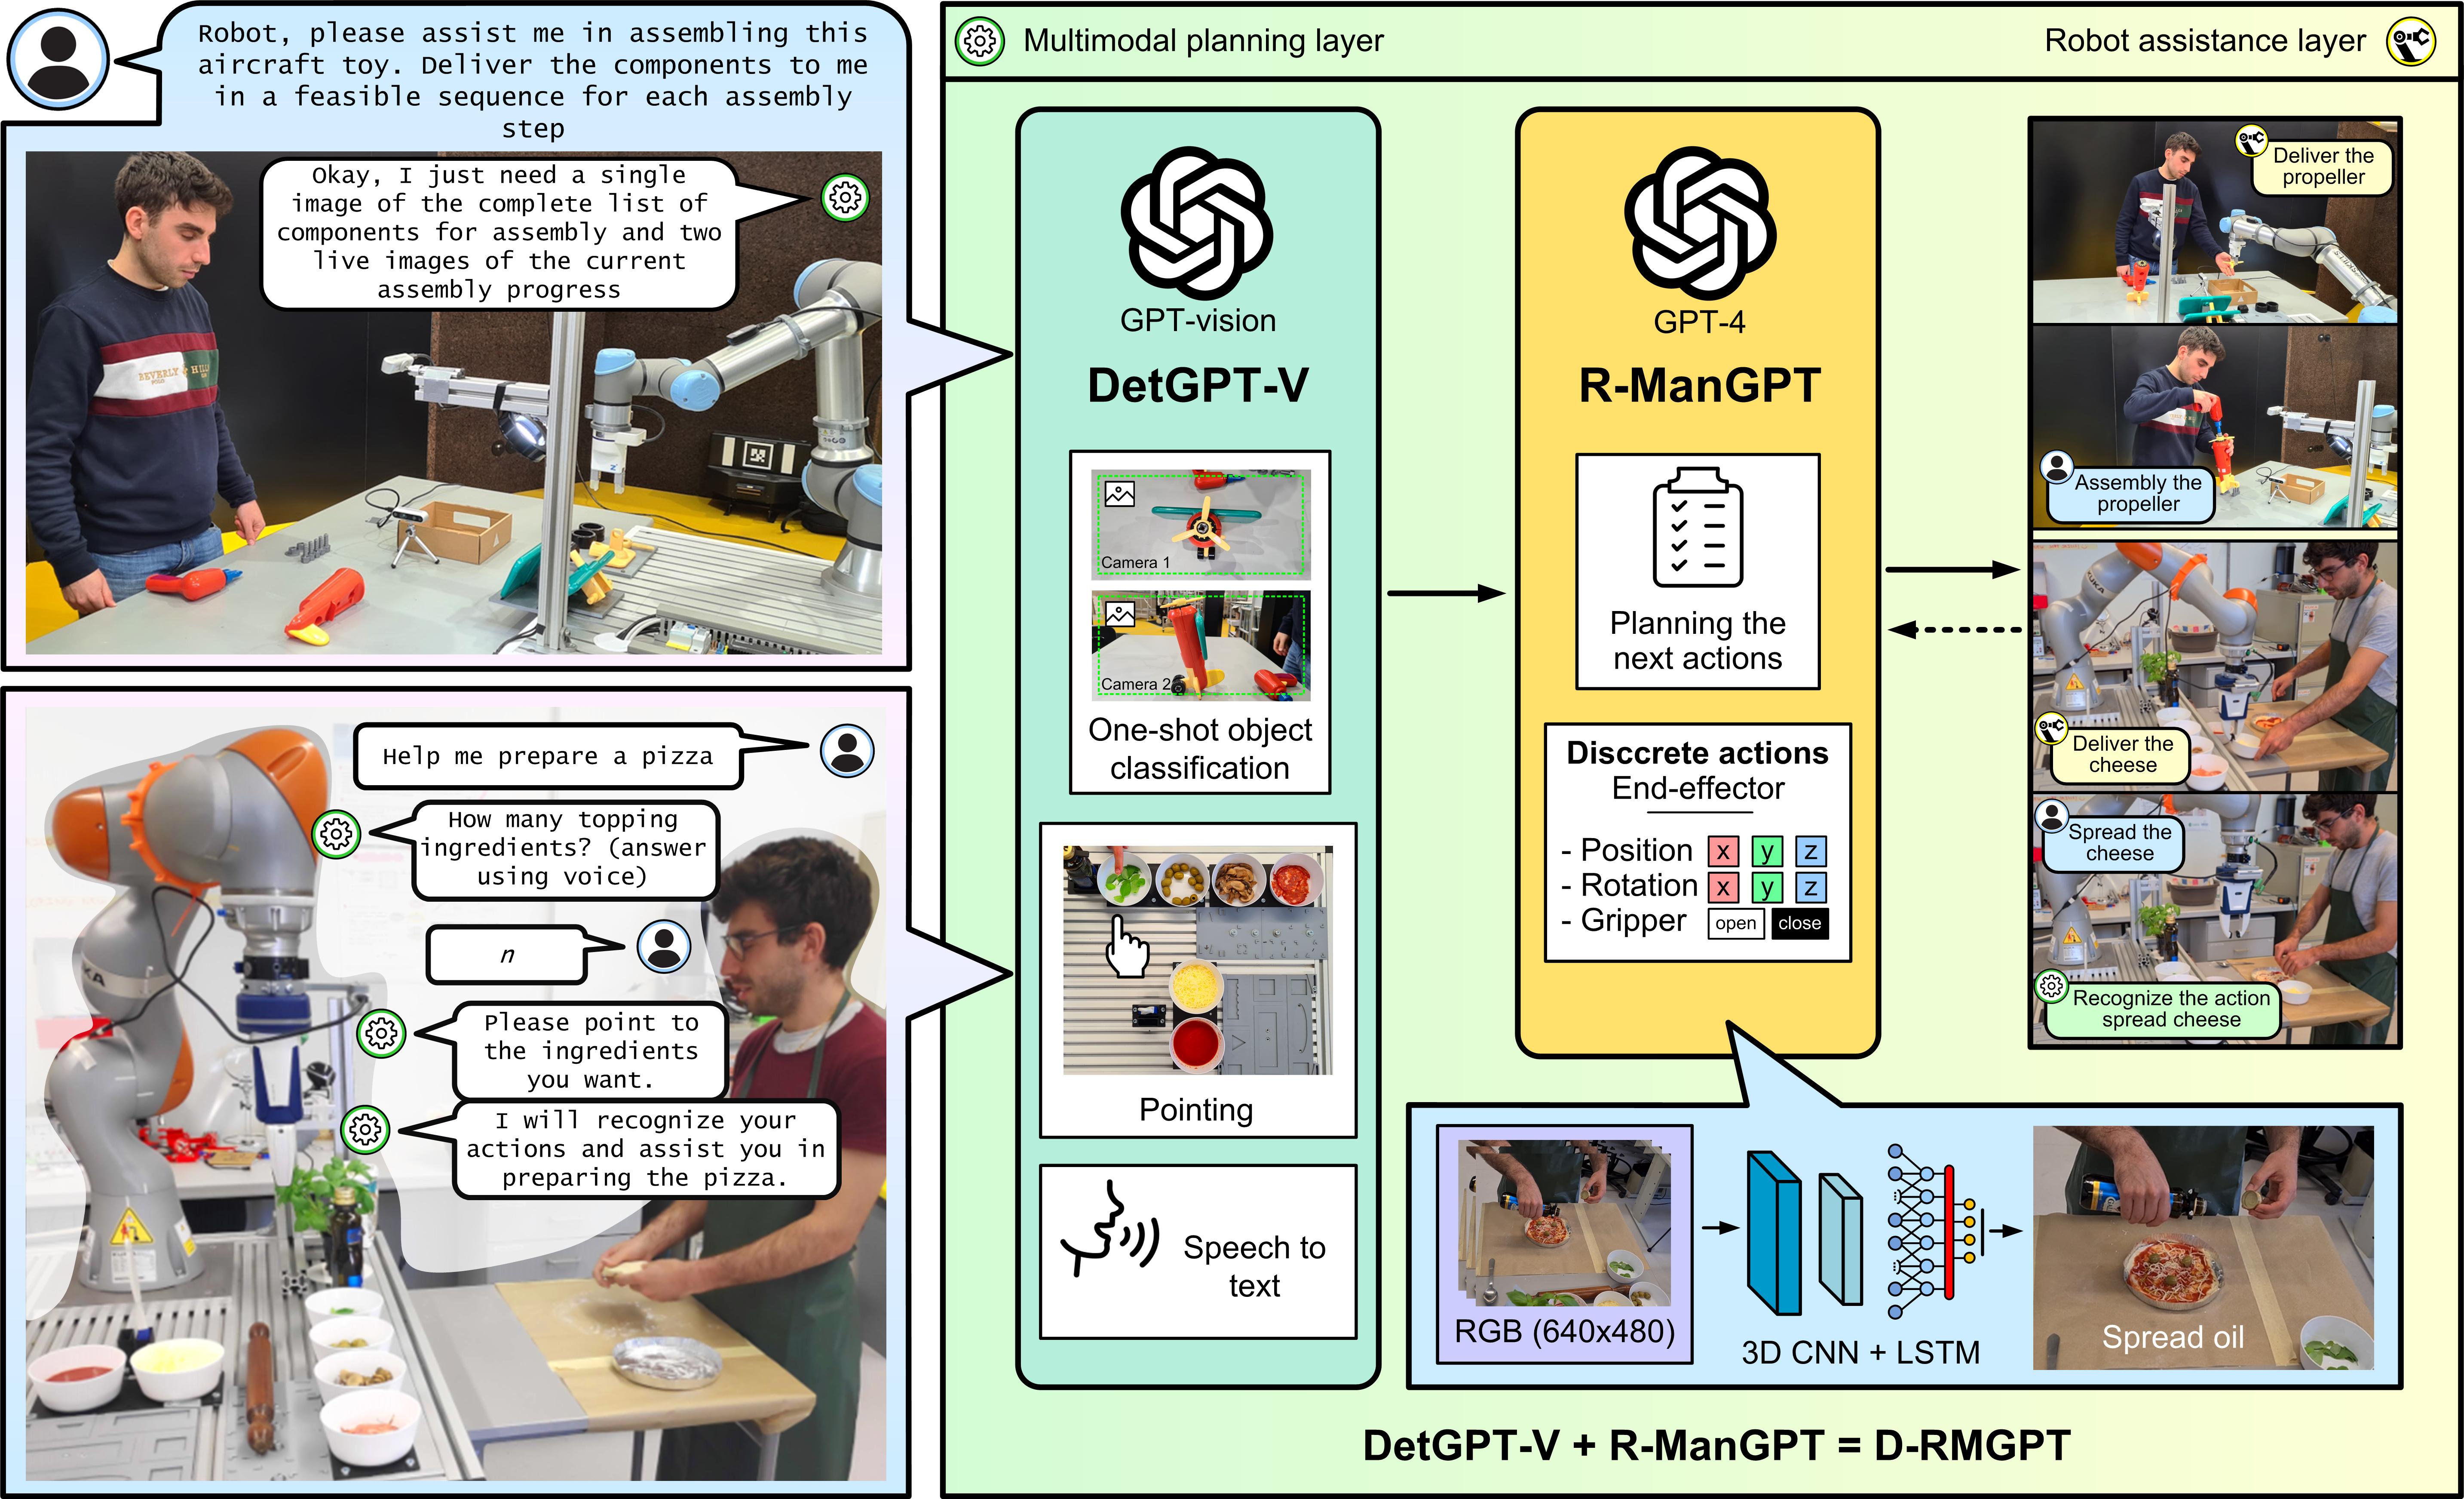 Robot, please assist me in assembling this
aircraft toy. Deliver the components to me
in a feasible sequence for each assembly
step
Okay, I just need a single
image of the complete list of
components for assembly and two
live images of the current
assembly progress
Help me prepare a pizza
How many topping
ingredients? (answer
using voice)
n
Please point to
the ingredients
you want.
I will recognize your
actions and assist you in
preparing the pizza.
Multimodal planning layer
Robot assistance layer
GPT-vision
DetGPT-V
Camera 1
Camera 2
One-shot object
classification
Pointing
Speech to
text
GPT-4
R-ManGPT
Planning the
next actions
Disccrete actions
End-effector
- Position x y z
- Rotation x y z
- Gripper open close
Deliver the
propeller
Assembly the
propeller
KUKA
Deliver the
cheese
Spread the
cheese
Recognize the action
spread cheese
RGB (640x480)
3D CNN + LSTM
Spread oil
DetGPT-V + R-ManGPT = D-RMGPT